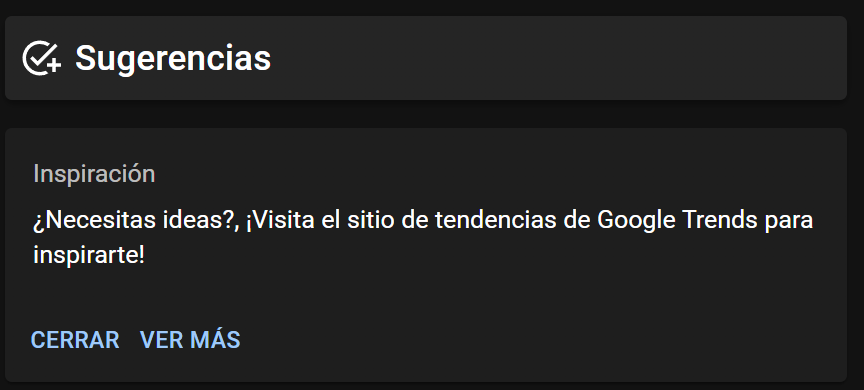 Sugerencias
Inspiración
¿Necesitas ideas?, ¡Visita el sitio de tendencias de Google Trends para
inspirarte!
CERRAR VER MÁS